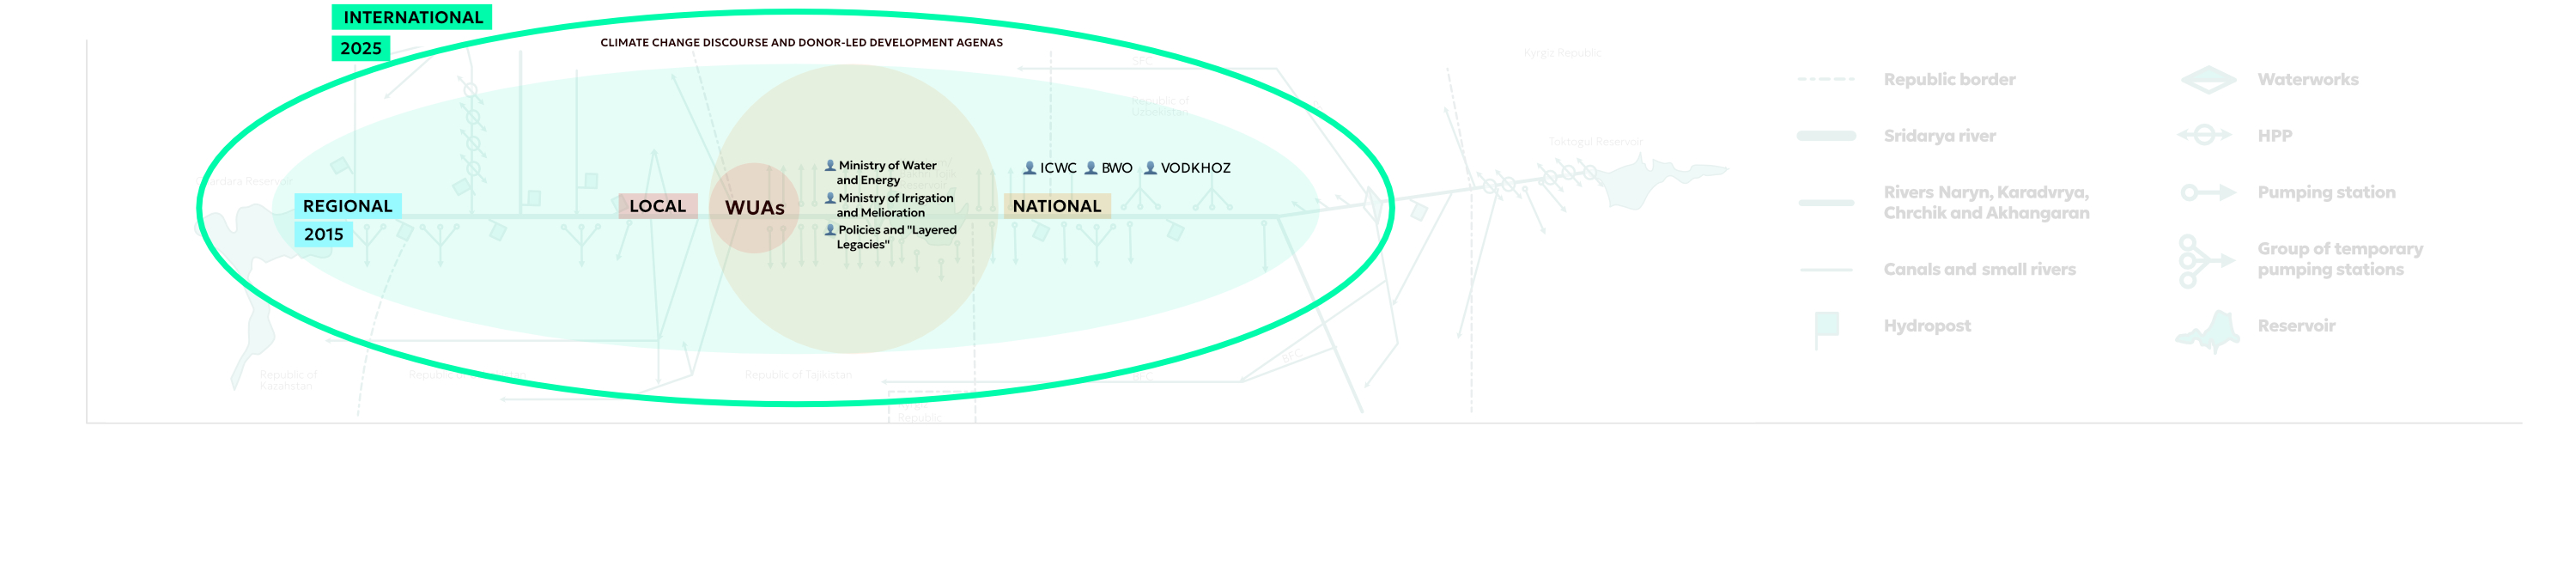 INTERNATIONAL
2025
CLIMATE CHANGE DISCOURSE AND DONOR-LED DEVELOPMENT AGENAS
Kyrgiz Republic
Republic of
Uzbekistan
Toktogul Reservoir
Ministry of Water
and Energy
Ministry of Irrigation
and Melioration
Policies and "Layered
Legacies"
ICWC
BWO
VODKHOZ
REGIONAL
2015
LOCAL
WUAs
NATIONAL
Republic of
Kazahstan
Republic of Tajikistan
Republic
Republic border
Sridarya river
Rivers Naryn, Karadvrya,
Chrchik and Akhangaran
Canals and small rivers
Hydropost
Waterworks
HPP
Pumping station
Group of temporary
pumping stations
Reservoir